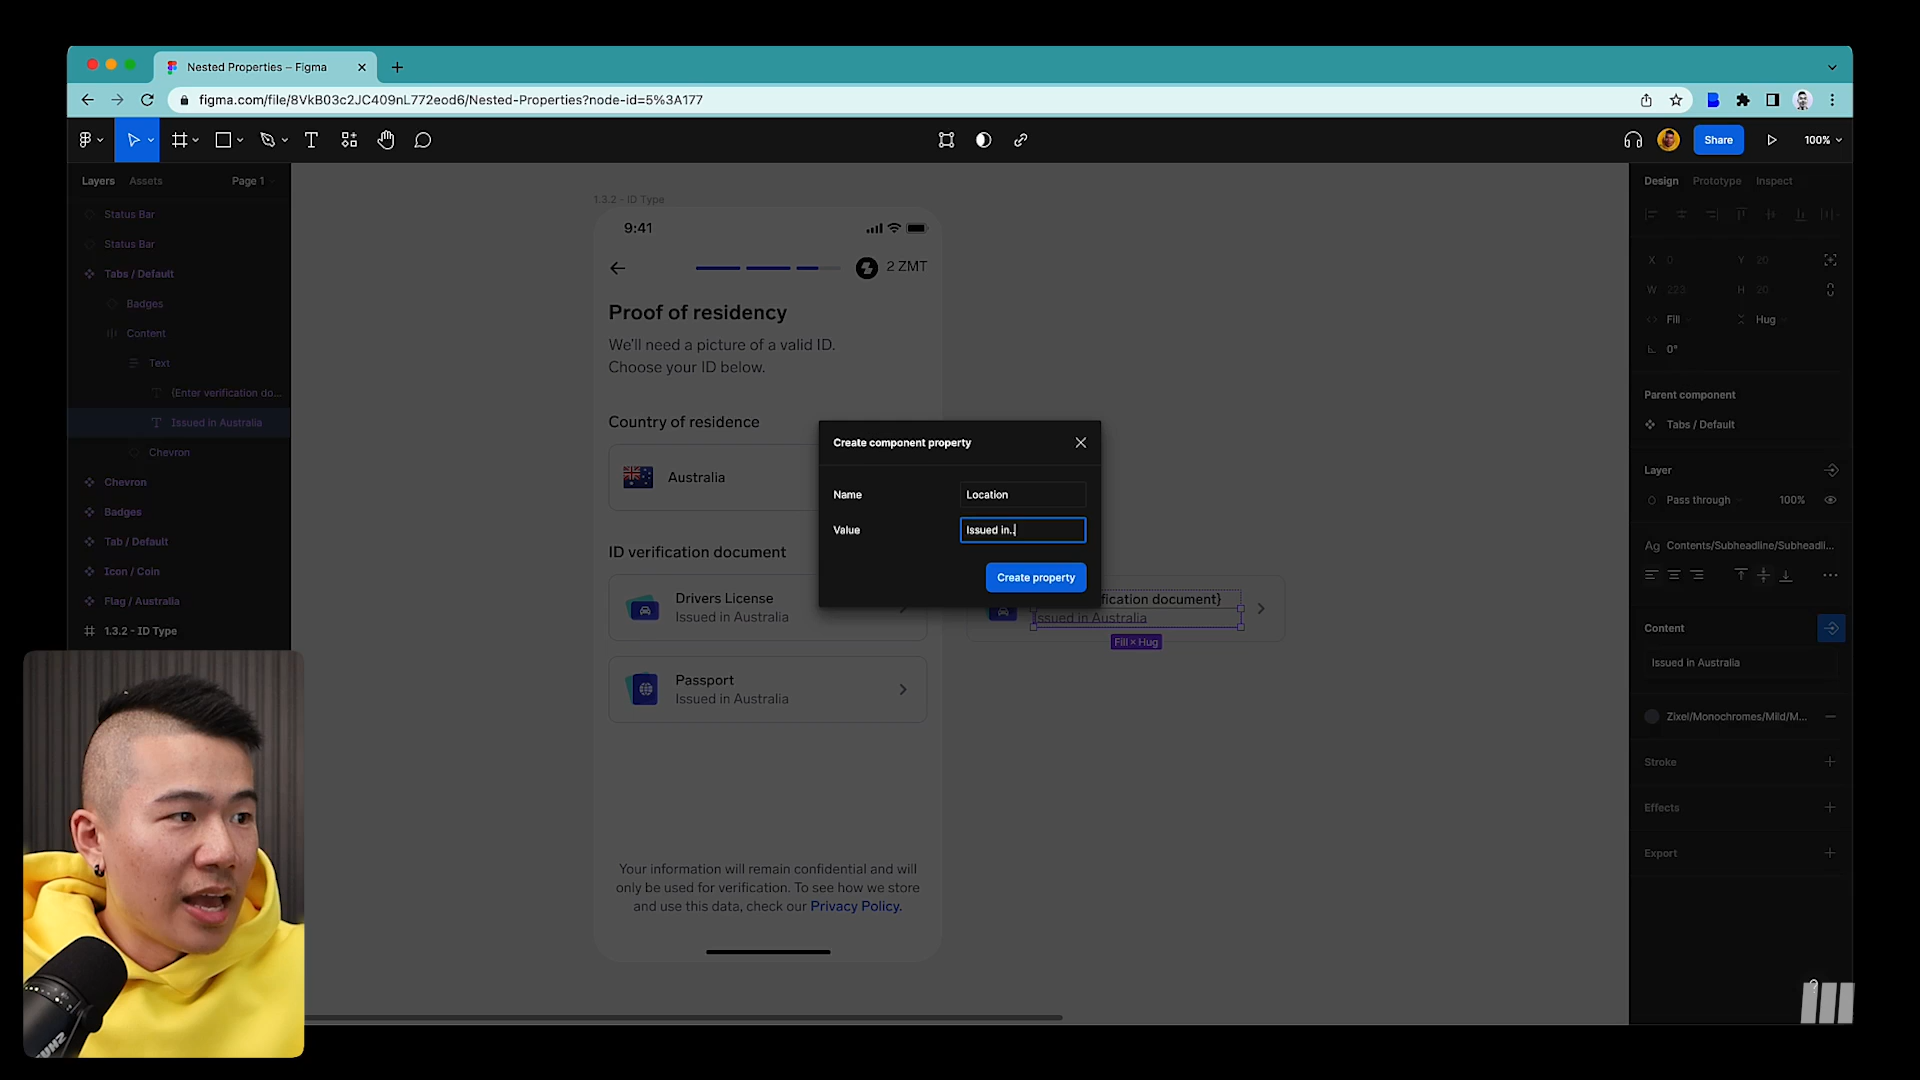 Nested Properties – Figma
figma.com/file/8VkB03c2JC409nL772eod6/Nested-Properties?node-id=5%3A177
Share
100%
Layers
Assets
Page 1
Status Bar
Status Bar
Tabs / Default
Badges
Content
Text
{Enter verification do...
Issued in Australia
Chevron
Chevron
Badges
Tab / Default
Icon / Coin
Flag / Australia
1.3.2 - ID Type
1.3.2 - ID Type
9:41
2 ZMT
Proof of residency
We'll need a picture of a valid ID.
Choose your ID below.
Country of residence
Australia
ID verification document
Drivers License
Issued in Australia
Passport
Issued in Australia
Your information will remain confidential and will
only be used for verification. To see how we store
and use this data, check our Privacy Policy.
Create component property
Name
Location
Value
Issued in..
Create property
fication document}
Issued in Australia
Fill × Hug
Design
Prototype
Inspect
X 0
Y 20
W 223
H 20
Fill
Hug
0°
Parent component
Tabs / Default
Layer
Pass through
100%
Ag Contents/Subheadline/Subheadli...
Content
Issued in Australia
Zixel/Monochromes/Mild/M...
Stroke
Effects
Export
?